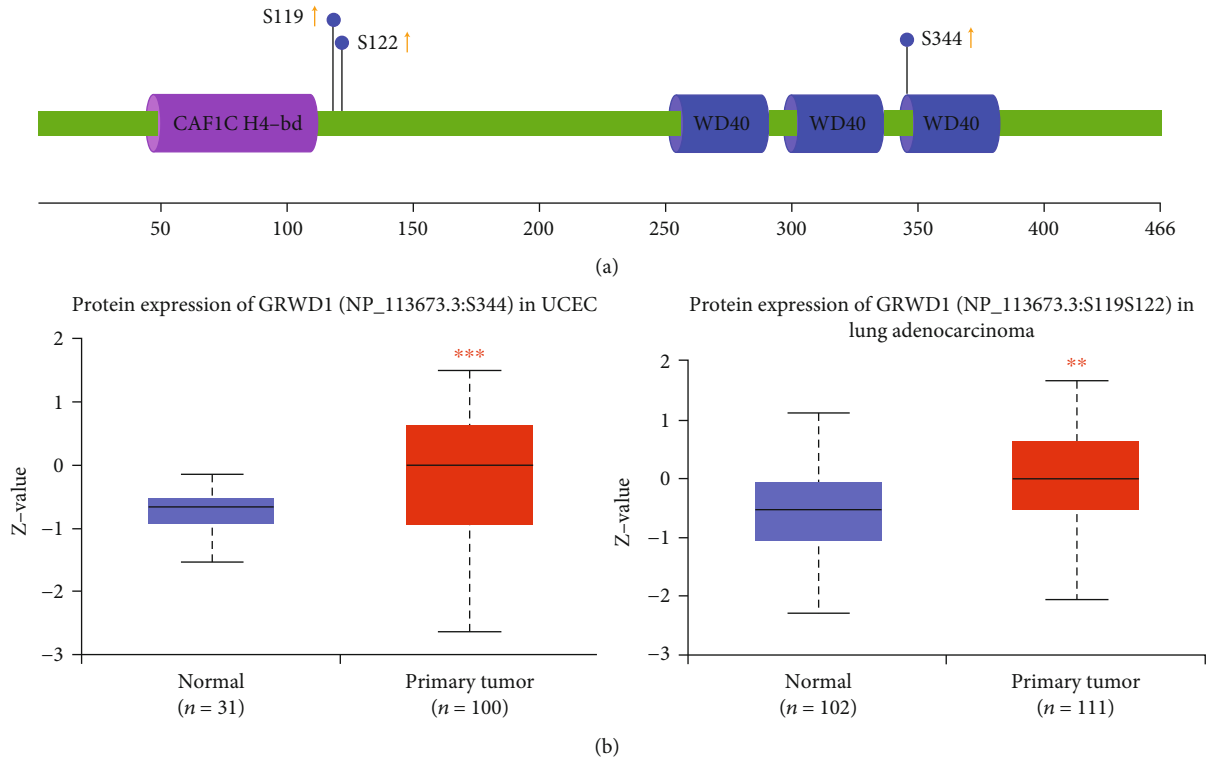 S119 ↑
S122 ↑
S344 ↑
CAF1C H4–bd
WD40
WD40
WD40
50
100
150
200
250
300
350
400
466
(a)
Protein expression of GRWD1 (NP_113673.3:S344) in UCEC
2
1
0
−1
−2
−3
Z–value
***
Normal
(n = 31)
Primary tumor
(n = 100)
Protein expression of GRWD1 (NP_113673.3:S119S122) in
lung adenocarcinoma
2
1
0
−1
−2
−3
Z–value
**
Normal
(n = 102)
Primary tumor
(n = 111)
(b)